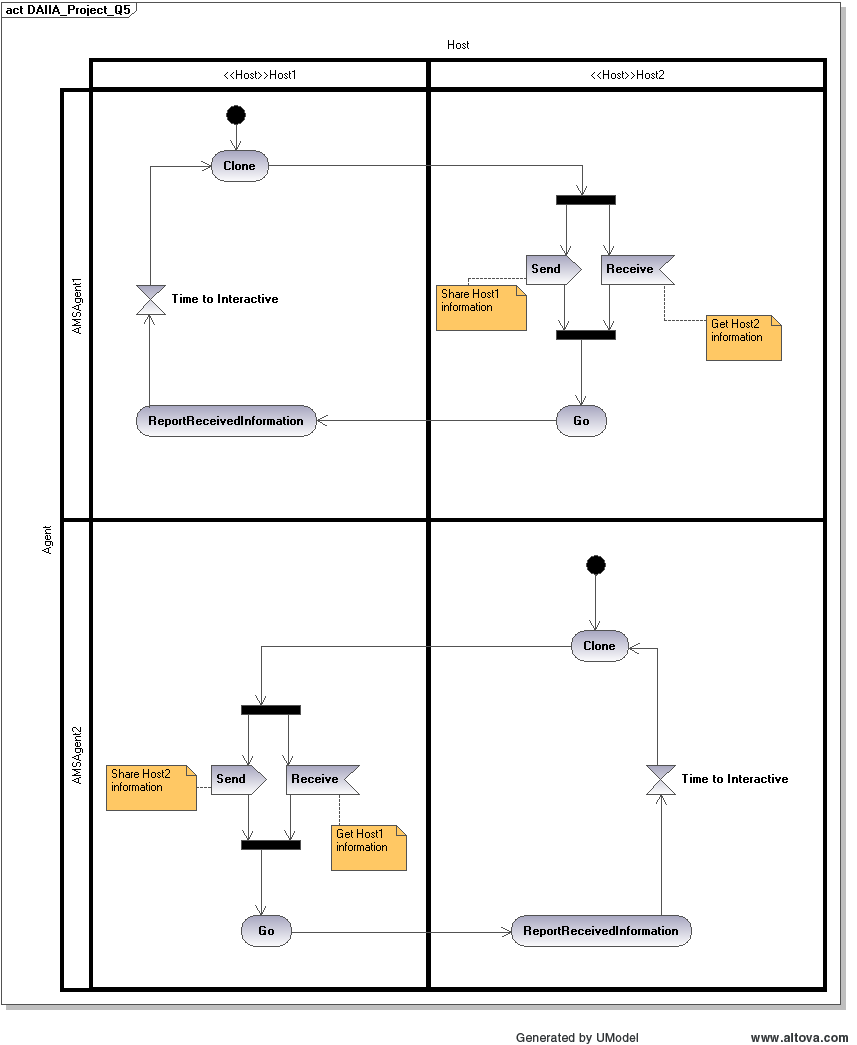 act DAIIA_Project_Q5
Host
<<Host>>Host1
<<Host>>Host2
Clone
Send
Receive
Share Host1
information
Time to Interactive
Get Host2
information
AMSAgent1
ReportReceivedInformation
Go
Agent
Clone
AMSAgent2
Share Host2
information
Send
Receive
Time to Interactive
Get Host1
information
Go
ReportReceivedInformation
Generated by UModel
www.altova.com